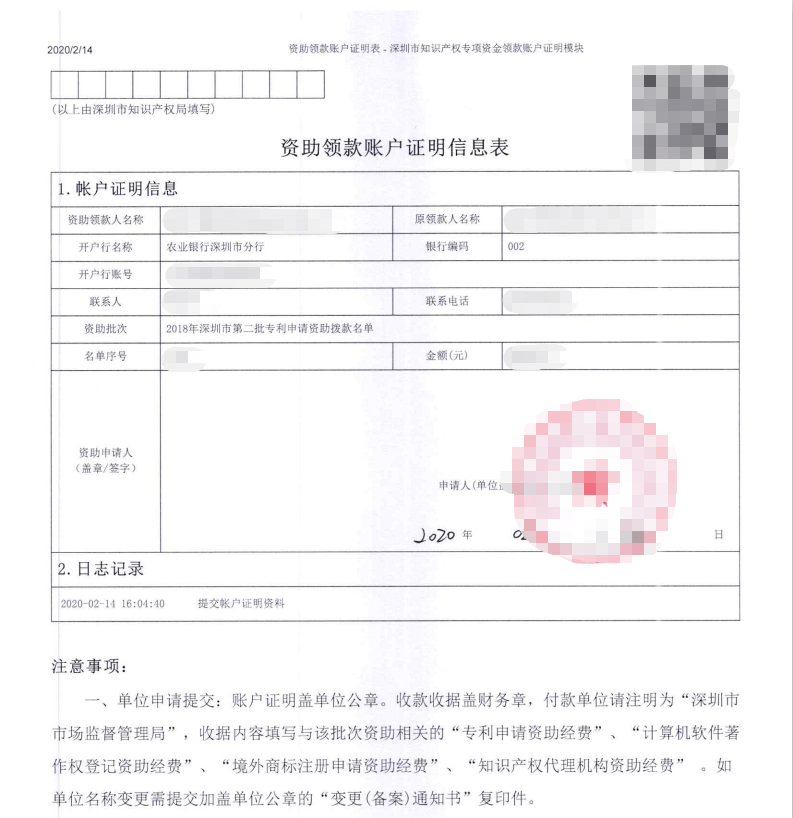 2020/2/14 资助领款账户证明表 - 深圳市知识产权专项资金领款账户证明模块
(以上由深圳市知识产权局填写)
资助领款账户证明信息表
1.帐户证明信息
资助领款人名称 原领款人名称
开户行名称 农业银行深圳市分行 银行编码 002
开户行账号
联系人 联系电话
资助批次 2018年深圳市第二批专利申请资助拨款名单
名单序号 金额(元)
资助申请人
(盖章/签字)
申请人(单位
2020 年 日
2.日志记录
2020-02-14 16:04:40 提交帐户证明资料
注意事项:
一、单位申请提交: 账户证明盖单位公章。收款收据盖财务章，付款单位请注明为“深圳市
市场监督管理局”，收据内容填写与该批次资助相关的“专利申请资助经费”、“计算机软件著
作权登记资助经费”、“境外商标注册申请资助经费”、“知识产权代理机构资助经费” 。如
单位名称变更需提交加盖单位公章的“变更(备案)通知书”复印件。